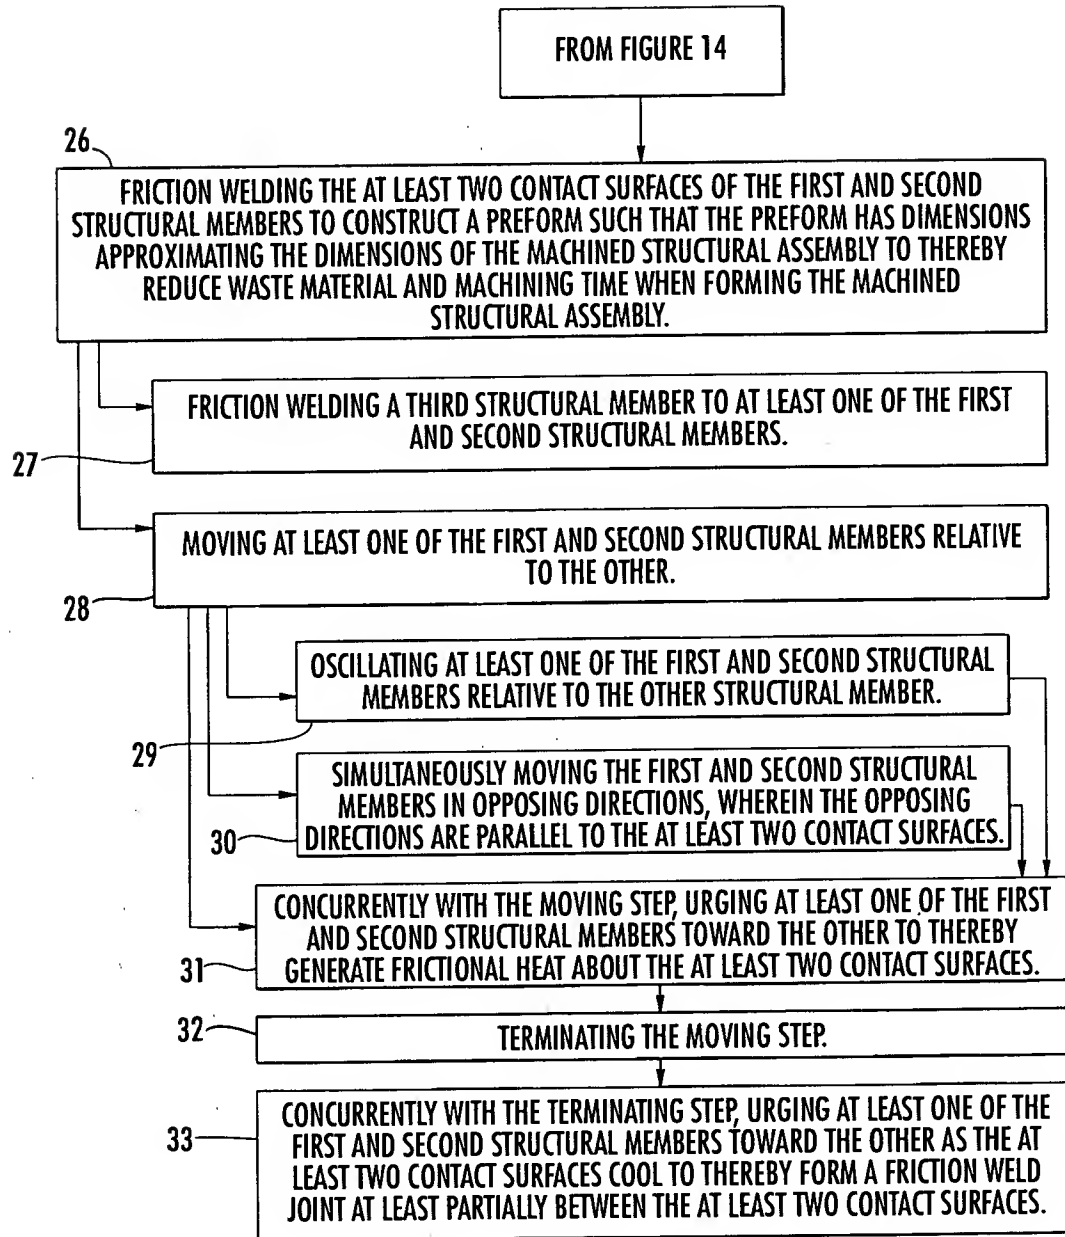 FROM FIGURE 14
26
FRICTION WELDING THE AT LEAST TWO CONTACT SURFACES OF THE FIRST AND SECOND
STRUCTURAL MEMBERS TO CONSTRUCT A PREFORM SUCH THAT THE PREFORM HAS DIMENSIONS
APPROXIMATING THE DIMENSIONS OF THE MACHINED STRUCTURAL ASSEMBLY TO THEREBY
REDUCE WASTE MATERIAL AND MACHINING TIME WHEN FORMING THE MACHINED
STRUCTURAL ASSEMBLY.
FRICTION WELDING A THIRD STRUCTURAL MEMBER TO AT LEAST ONE OF THE FIRST
AND SECOND STRUCTURAL MEMBERS.
27
MOVING AT LEAST ONE OF THE FIRST AND SECOND STRUCTURAL MEMBERS RELATIVE
TO THE OTHER.
28
OSCILLATING AT LEAST ONE OF THE FIRST AND SECOND STRUCTURAL
MEMBERS RELATIVE TO THE OTHER STRUCTURAL MEMBER.
29
SIMULTANEOUSLY MOVING THE FIRST AND SECOND STRUCTURAL
MEMBERS IN OPPOSING DIRECTIONS, WHEREIN THE OPPOSING
DIRECTIONS ARE PARALLEL TO THE AT LEAST TWO CONTACT SURFACES.
30
CONCURRENTLY WITH THE MOVING STEP, URGING AT LEAST ONE OF THE FIRST
AND SECOND STRUCTURAL MEMBERS TOWARD THE OTHER TO THEREBY
GENERATE FRICTIONAL HEAT ABOUT THE AT LEAST TWO CONTACT SURFACES.
31
32
TERMINATING THE MOVING STEP.
CONCURRENTLY WITH THE TERMINATING STEP, URGING AT LEAST ONE OF THE
33
FIRST AND SECOND STRUCTURAL MEMBERS TOWARD THE OTHER AS THE AT
LEAST TWO CONTACT SURFACES COOL TO THEREBY FORM A FRICTION WELD
JOINT AT LEAST PARTIALLY BETWEEN THE AT LEAST TWO CONTACT SURFACES.